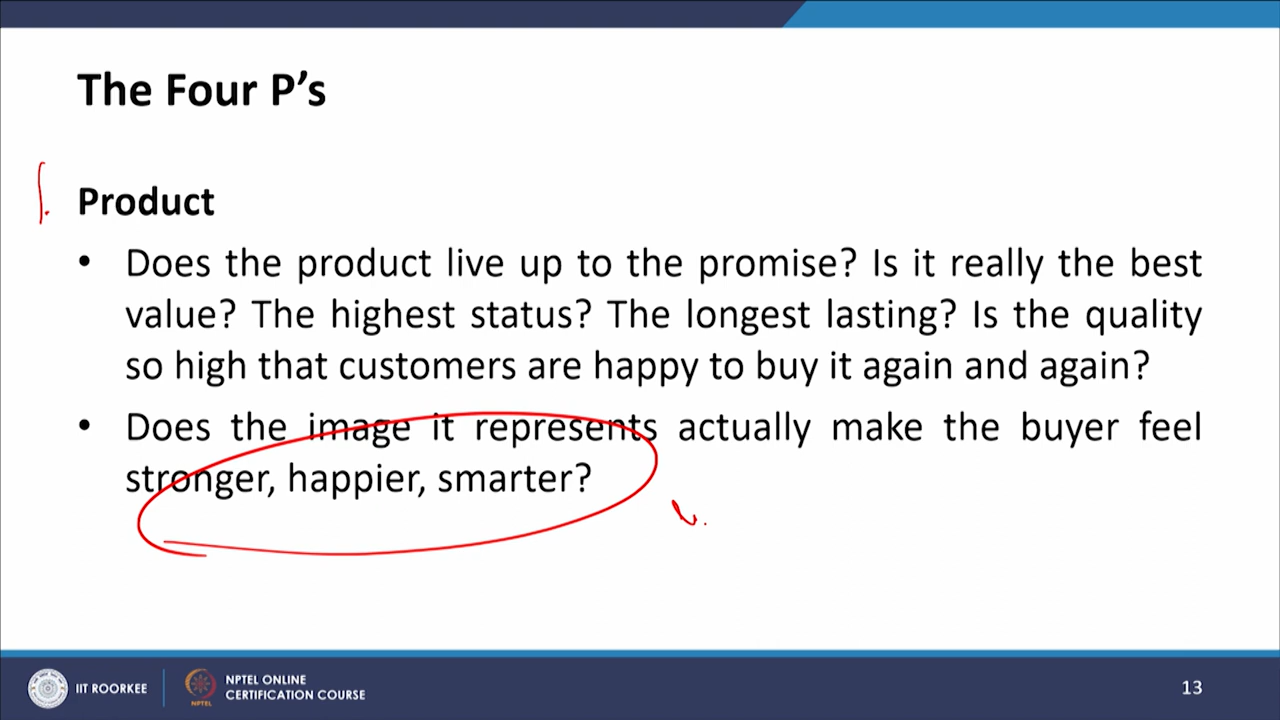 The Four P's
1.
Product
• Does the product live up to the promise? Is it really the best
value? The highest status? The longest lasting? Is the quality
so high that customers are happy to buy it again and again?
• Does the image it represents actually make the buyer feel
stronger, happier, smarter?
IIT ROORKEE
NPTEL ONLINE
CERTIFICATION COURSE
NPTEL
13